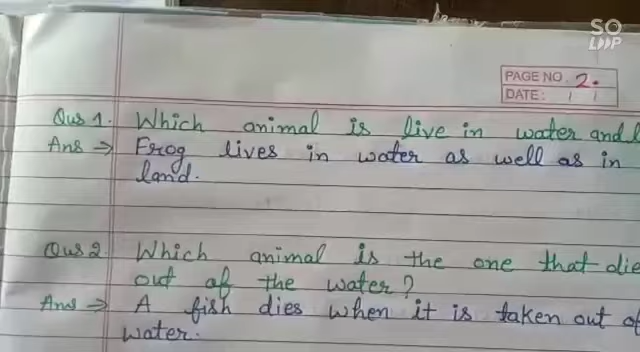 SO
LOOP
PAGE NO. 2.
DATE: / /
Qus 1. Which animal is live in water and l
Ans → Frog lives in water as well as in
land.
Qus 2 Which animal is the one that die
out of the water?
Ans → A fish dies when it is taken out of
water.